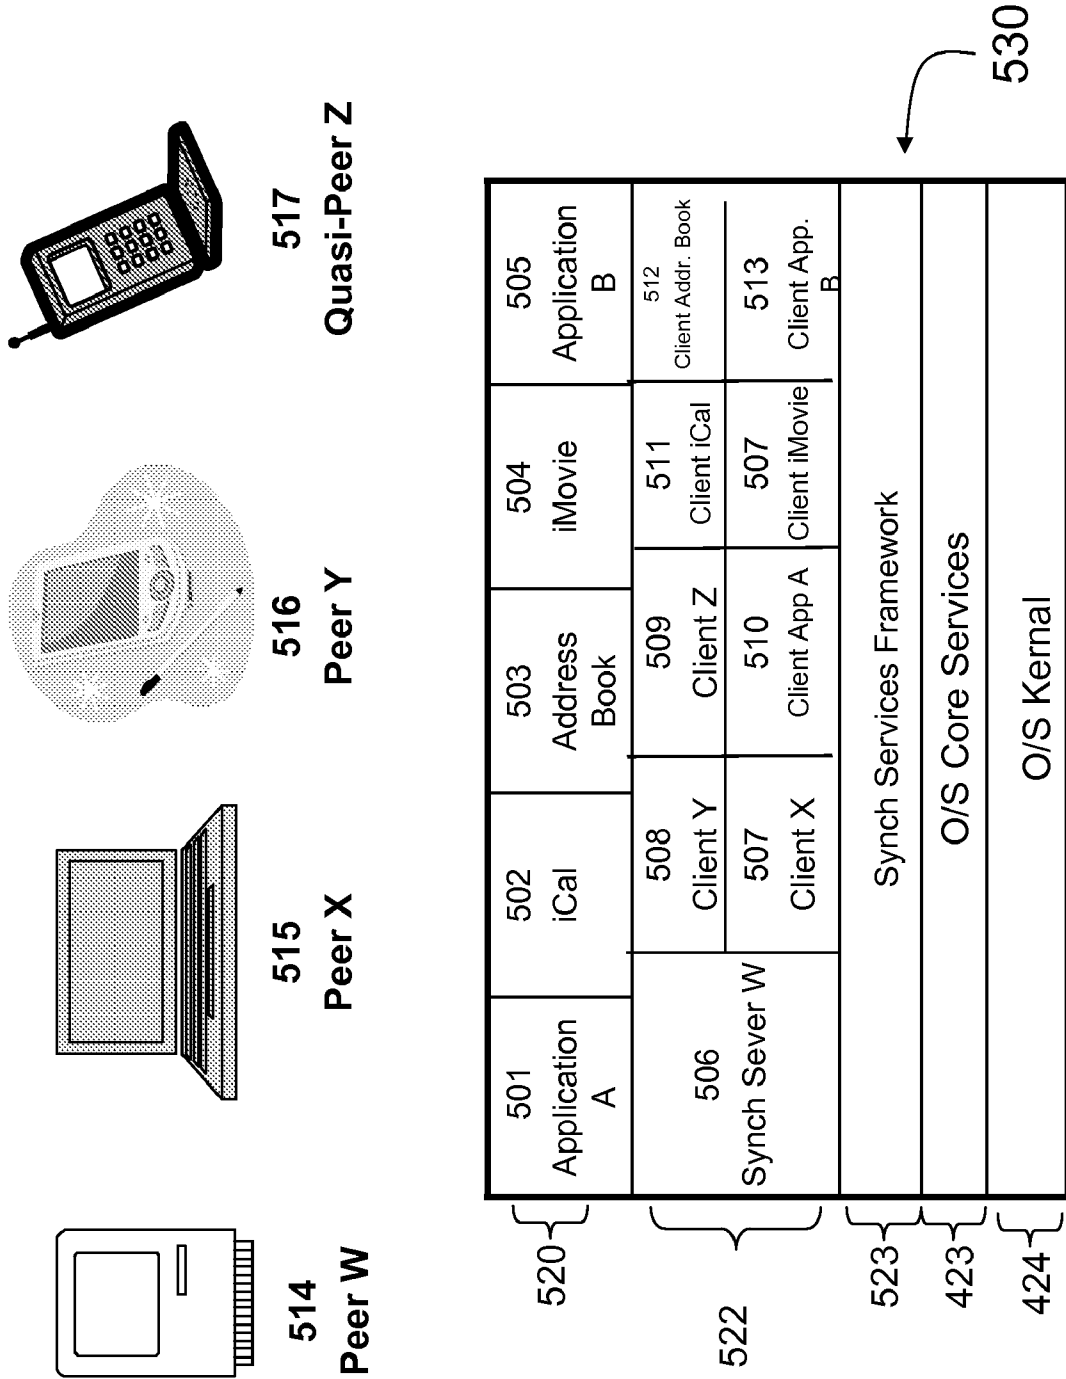 514
Peer W
515
Peer X
516
Peer Y
517
Quasi-Peer Z
530
520
501
Application
A
502
iCal
503
Address
Book
504
iMovie
505
Application
B
522
506
Synch Sever W
508
Client Y
509
Client Z
511
Client iCal
512
Client Addr. Book
507
Client X
510
Client App A
507
Client iMovie
513
Client App.
B
523
Synch Services Framework
423
O/S Core Services
424
O/S Kernal